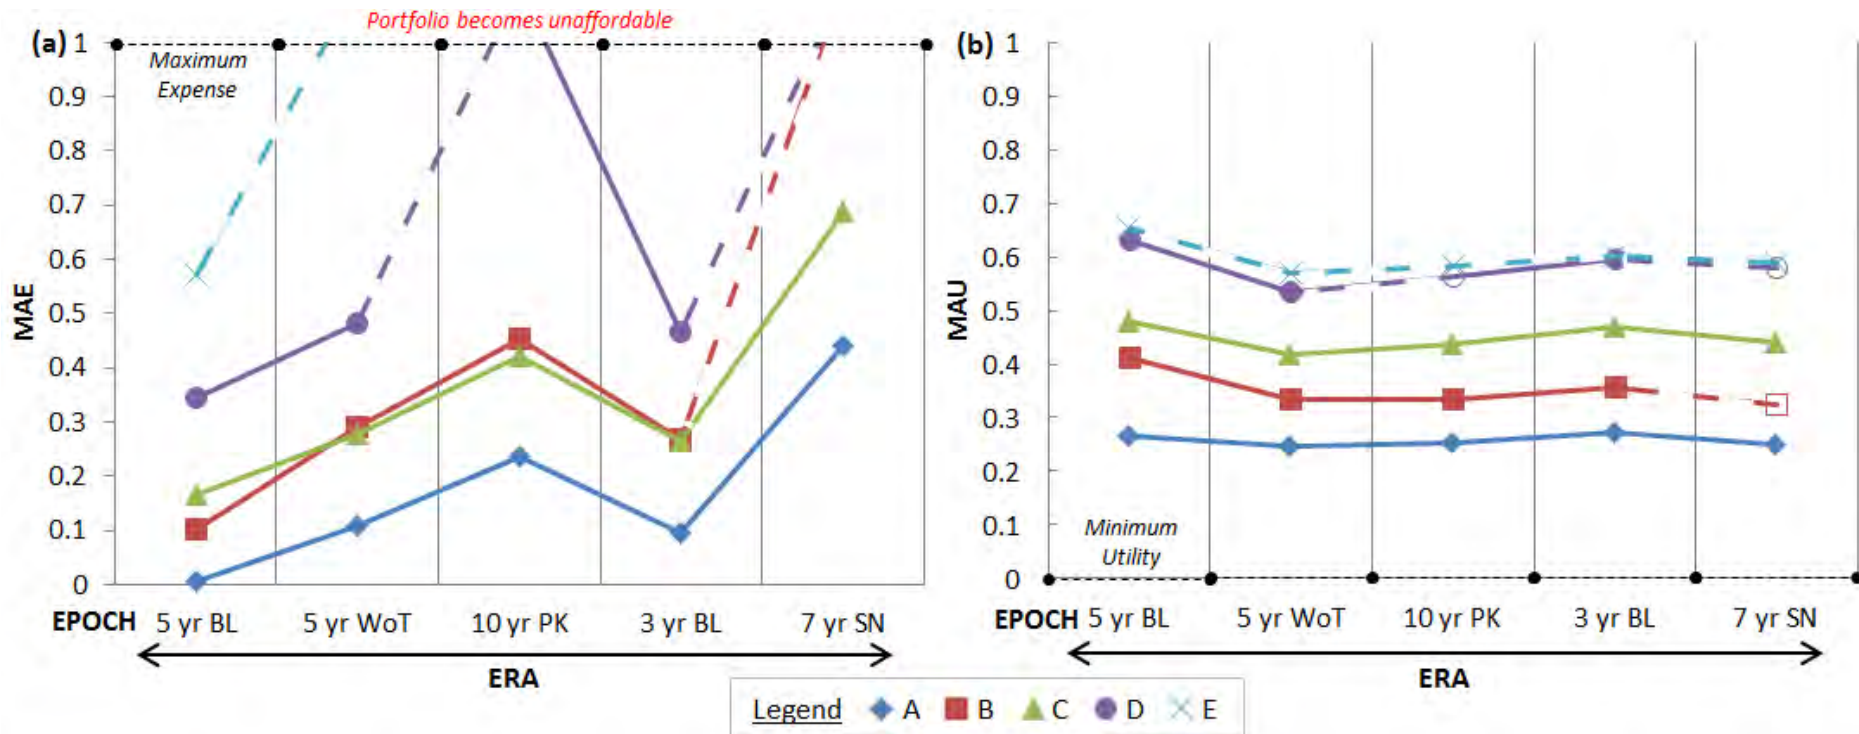 Portfolio becomes unaffordable
(a)
1
0.9
0.8
0.7
0.6
0.5
0.4
0.3
0.2
0.1
0
MAE
Maximum
Expense
EPOCH 5 yr BL 5 yr WoT 10 yr PK 3 yr BL 7 yr SN
ERA
(b)
1
0.9
0.8
0.7
0.6
0.5
0.4
0.3
0.2
0.1
0
MAU
Minimum
Utility
EPOCH 5 yr BL 5 yr WoT 10 yr PK 3 yr BL 7 yr SN
ERA
Legend A B C D E